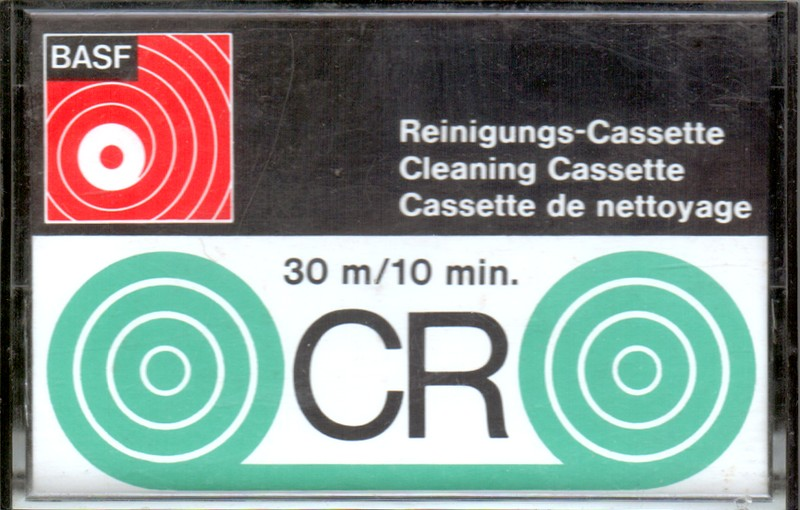 BASF
Reinigungs-Cassette
Cleaning Cassette
Cassette de nettoyage
30 m/10 min.
CR